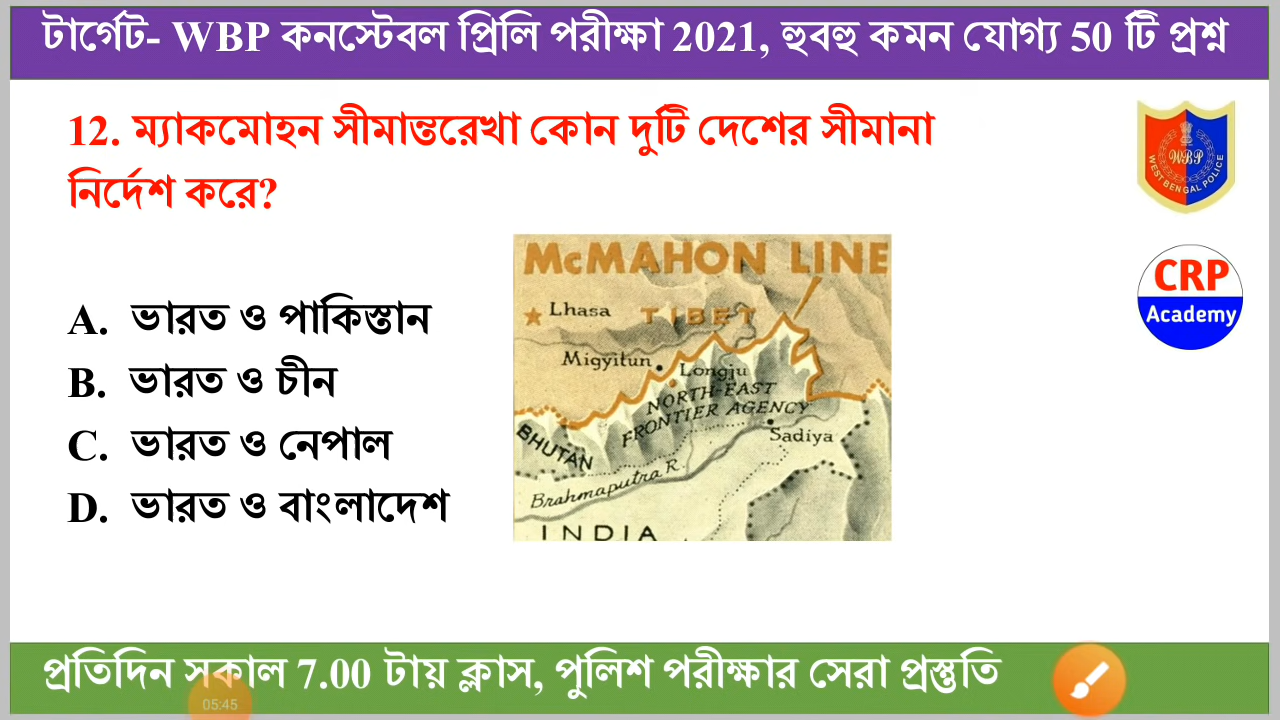 টার্গেট- WBP কনস্টেবল প্রিলি পরীক্ষা 2021, হুবহু কমন যোগ্য 50 টি প্রশ্ন
12. ম্যাকমোহন সীমান্তরেখা কোন দুটি দেশের সীমানা
নির্দেশ করে?
A. ভারত ও পাকিস্তান
B. ভারত ও চীন
C. ভারত ও নেপাল
D. ভারত ও বাংলাদেশ
McMAHON LINE
Lhasa
TIBET
Migyitun
Longju
NORTH-EAST
FRONTIER AGENCY
BHUTAN
Sadiya
Brahmaputra R.
INDIA
WBP
WEST BENGAL POLICE
CRP
Academy
প্রতিদিন সকাল 7.00 টায় ক্লাস, পুলিশ পরীক্ষার সেরা প্রস্তুতি
05:45